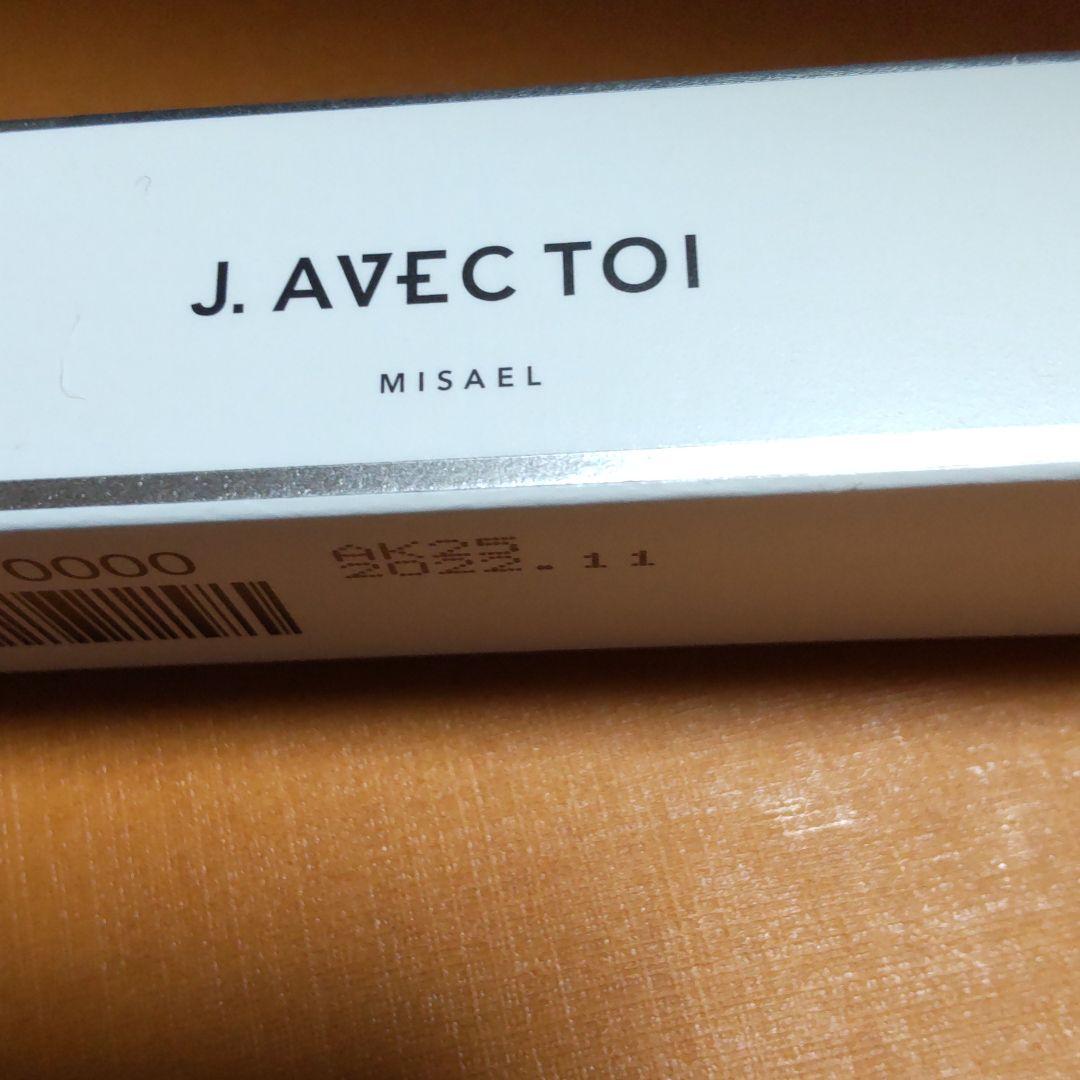 J. AVEC TOI
MISAEL
0000
AK25
2022.11